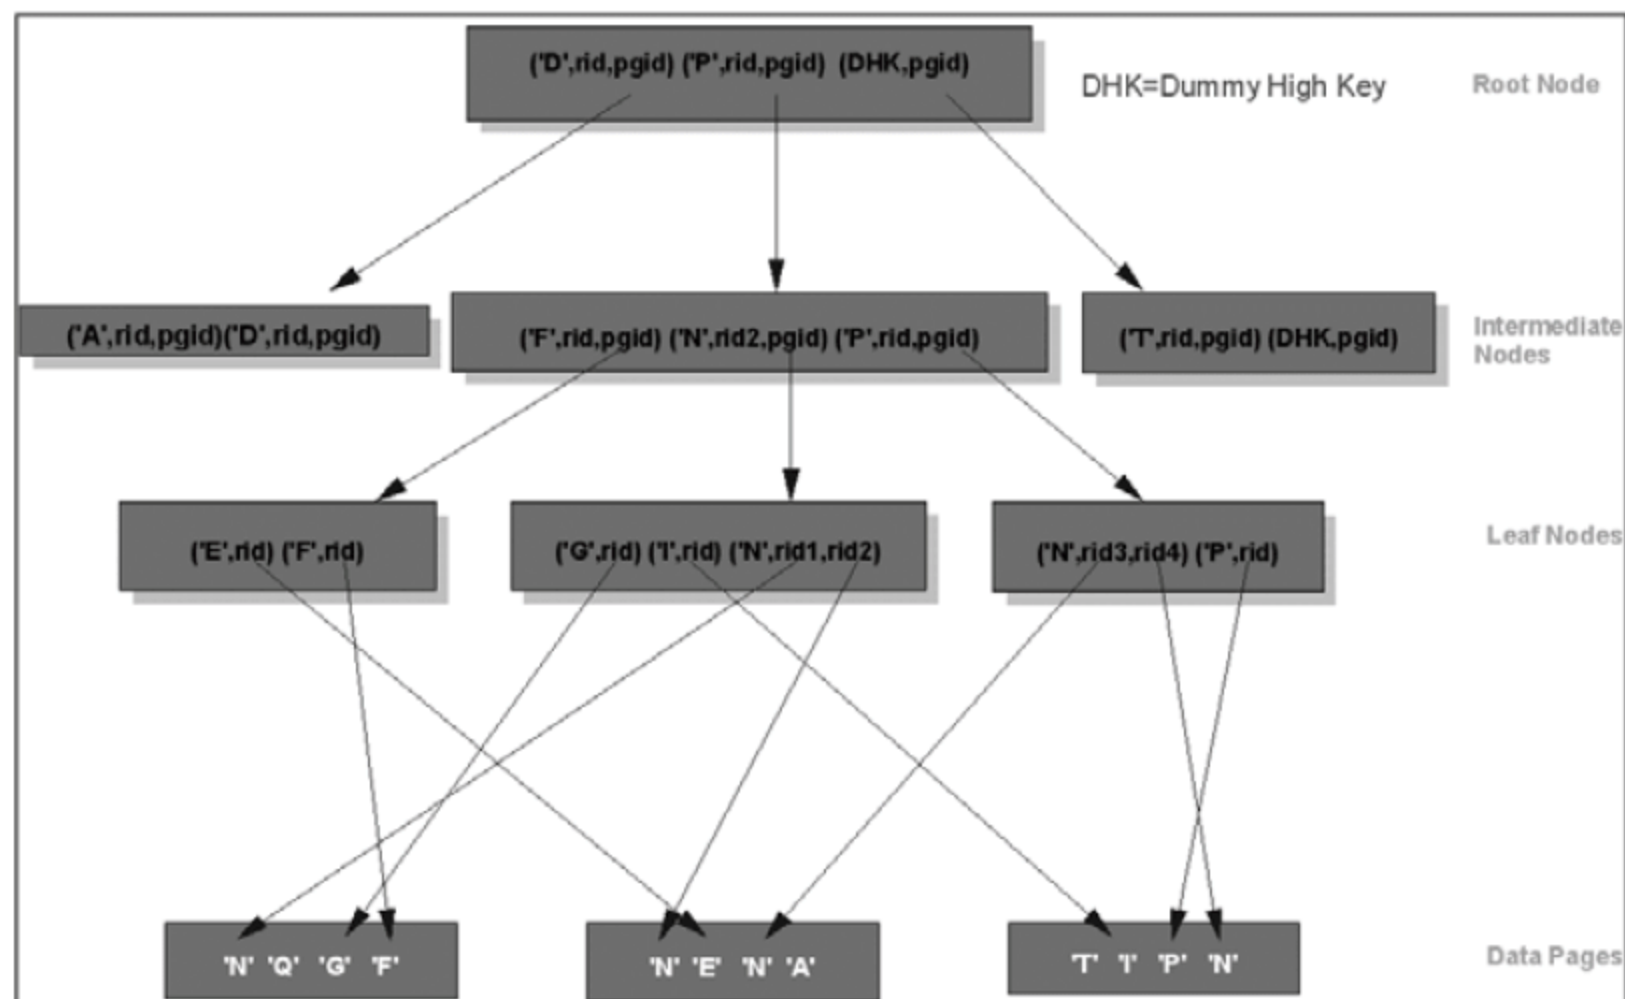 ('D',rid,pgid) ('P',rid,pgid) (DHK,pgid)
DHK=Dummy High Key
Root Node
('A',rid,pgid)('D',rid,pgid)
('F',rid,pgid) ('N',rid2,pgid) ('P',rid,pgid)
('T',rid,pgid) (DHK,pgid)
Intermediate
Nodes
('E',rid) ('F',rid)
('G',rid) ('I',rid) ('N',rid1,rid2)
('N',rid3,rid4) ('P',rid)
Leaf Nodes
'N' 'Q' 'G' 'F'
'N' 'E' 'N' 'A'
'T' 'I' 'P' 'N'
Data Pages